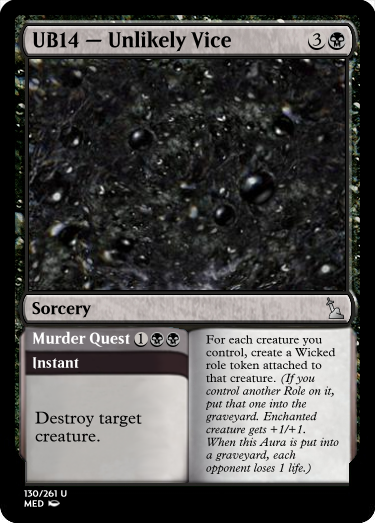 UB14 — Unlikely Vice 3
Sorcery
Murder Quest 1
Instant
Destroy target
creature.
For each creature you
control, create a Wicked
role token attached to
that creature. (If you
control another Role on it,
put that one into the
graveyard. Enchanted
creature gets +1/+1.
When this Aura is put into
a graveyard, each
opponent loses 1 life.)
130/261 U
MED